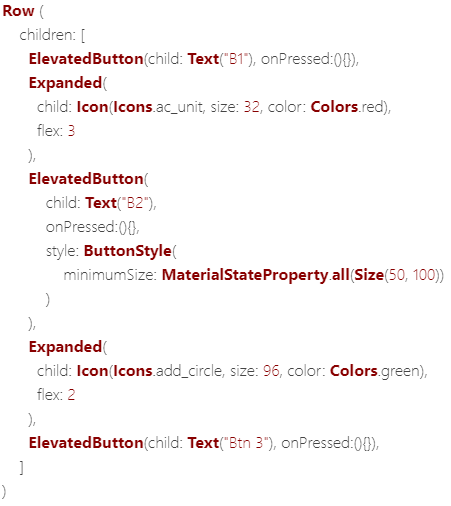 Row (
children: [
ElevatedButton(child: Text("B1"), onPressed:(){}),
Expanded(
child: Icon(Icons.ac_unit, size: 32, color: Colors.red),
flex: 3
),
ElevatedButton(
child: Text("B2"),
onPressed:(){},
style: ButtonStyle(
minimumSize: MaterialStateProperty.all(Size(50, 100))
)
),
Expanded(
child: Icon(Icons.add_circle, size: 96, color: Colors.green),
flex: 2
),
ElevatedButton(child: Text("Btn 3"), onPressed:(){}),
]
)